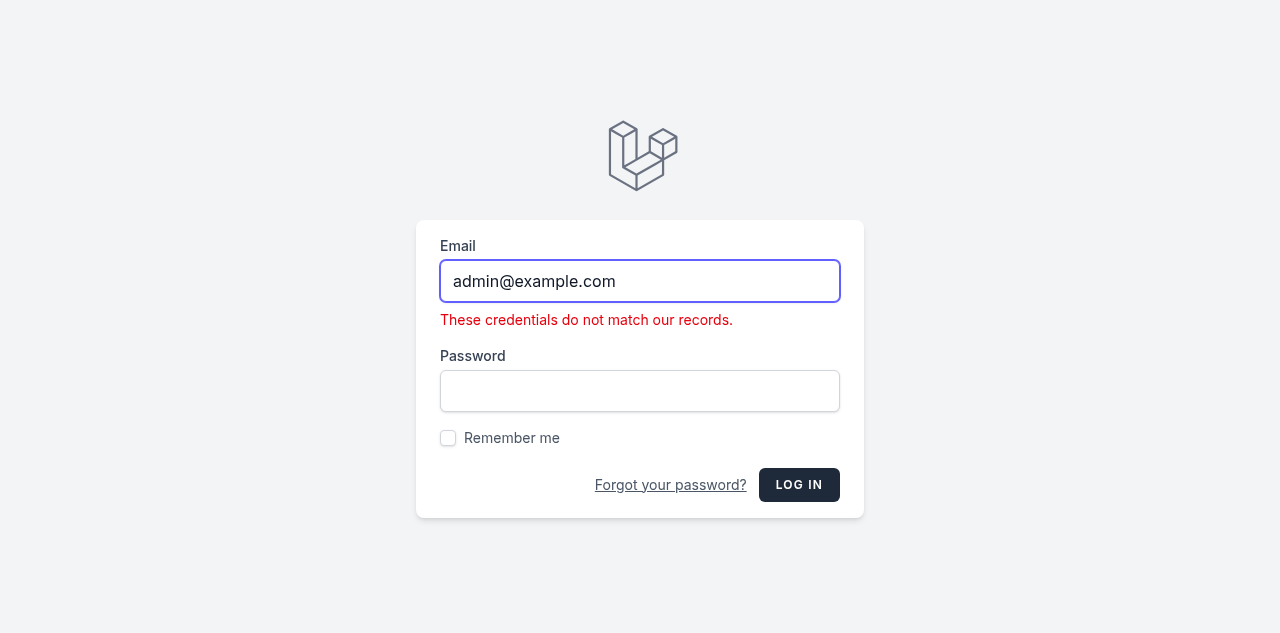 Email
admin@example.com
These credentials do not match our records.
Password
Remember me
Forgot your password? LOG IN